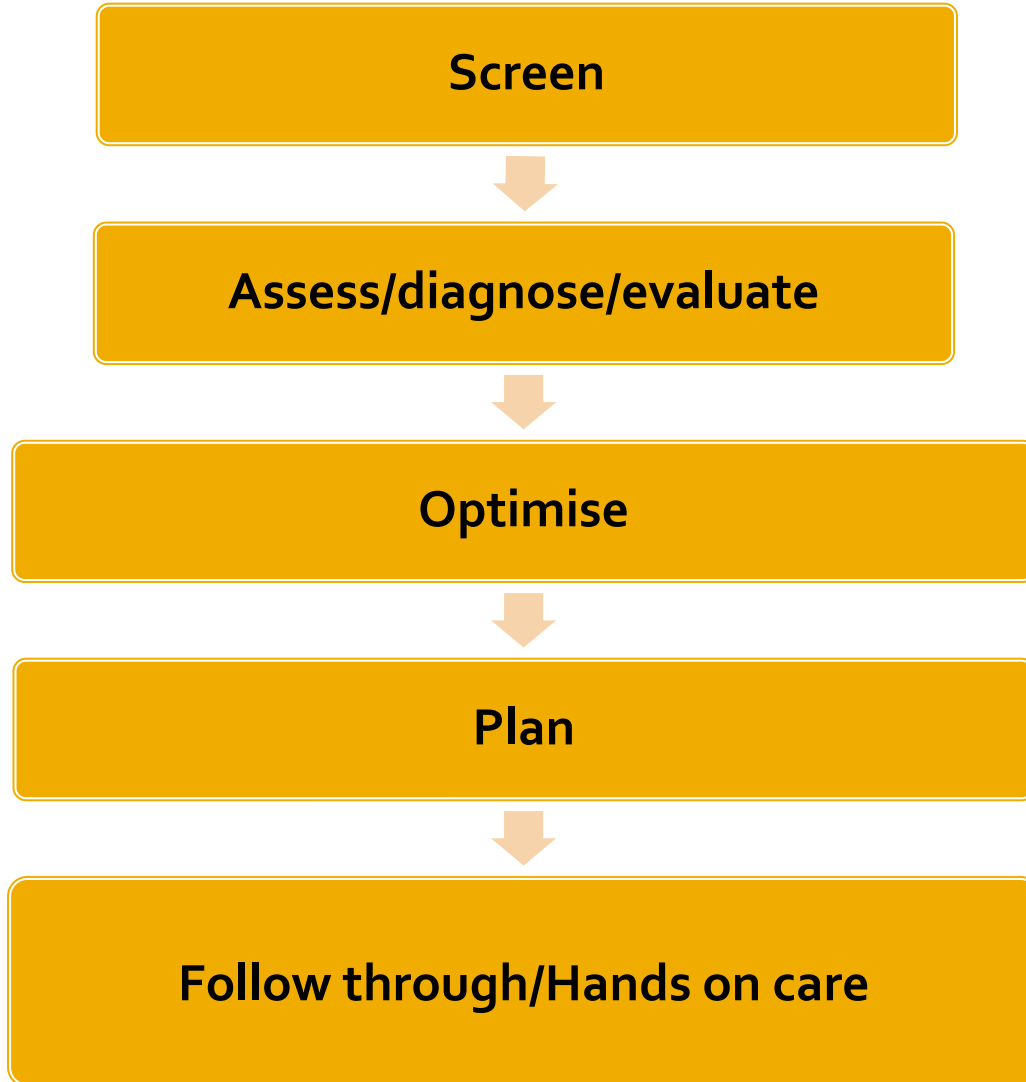 Screen
Assess/diagnose/evaluate
Optimise
Plan
Follow through/Hands on care